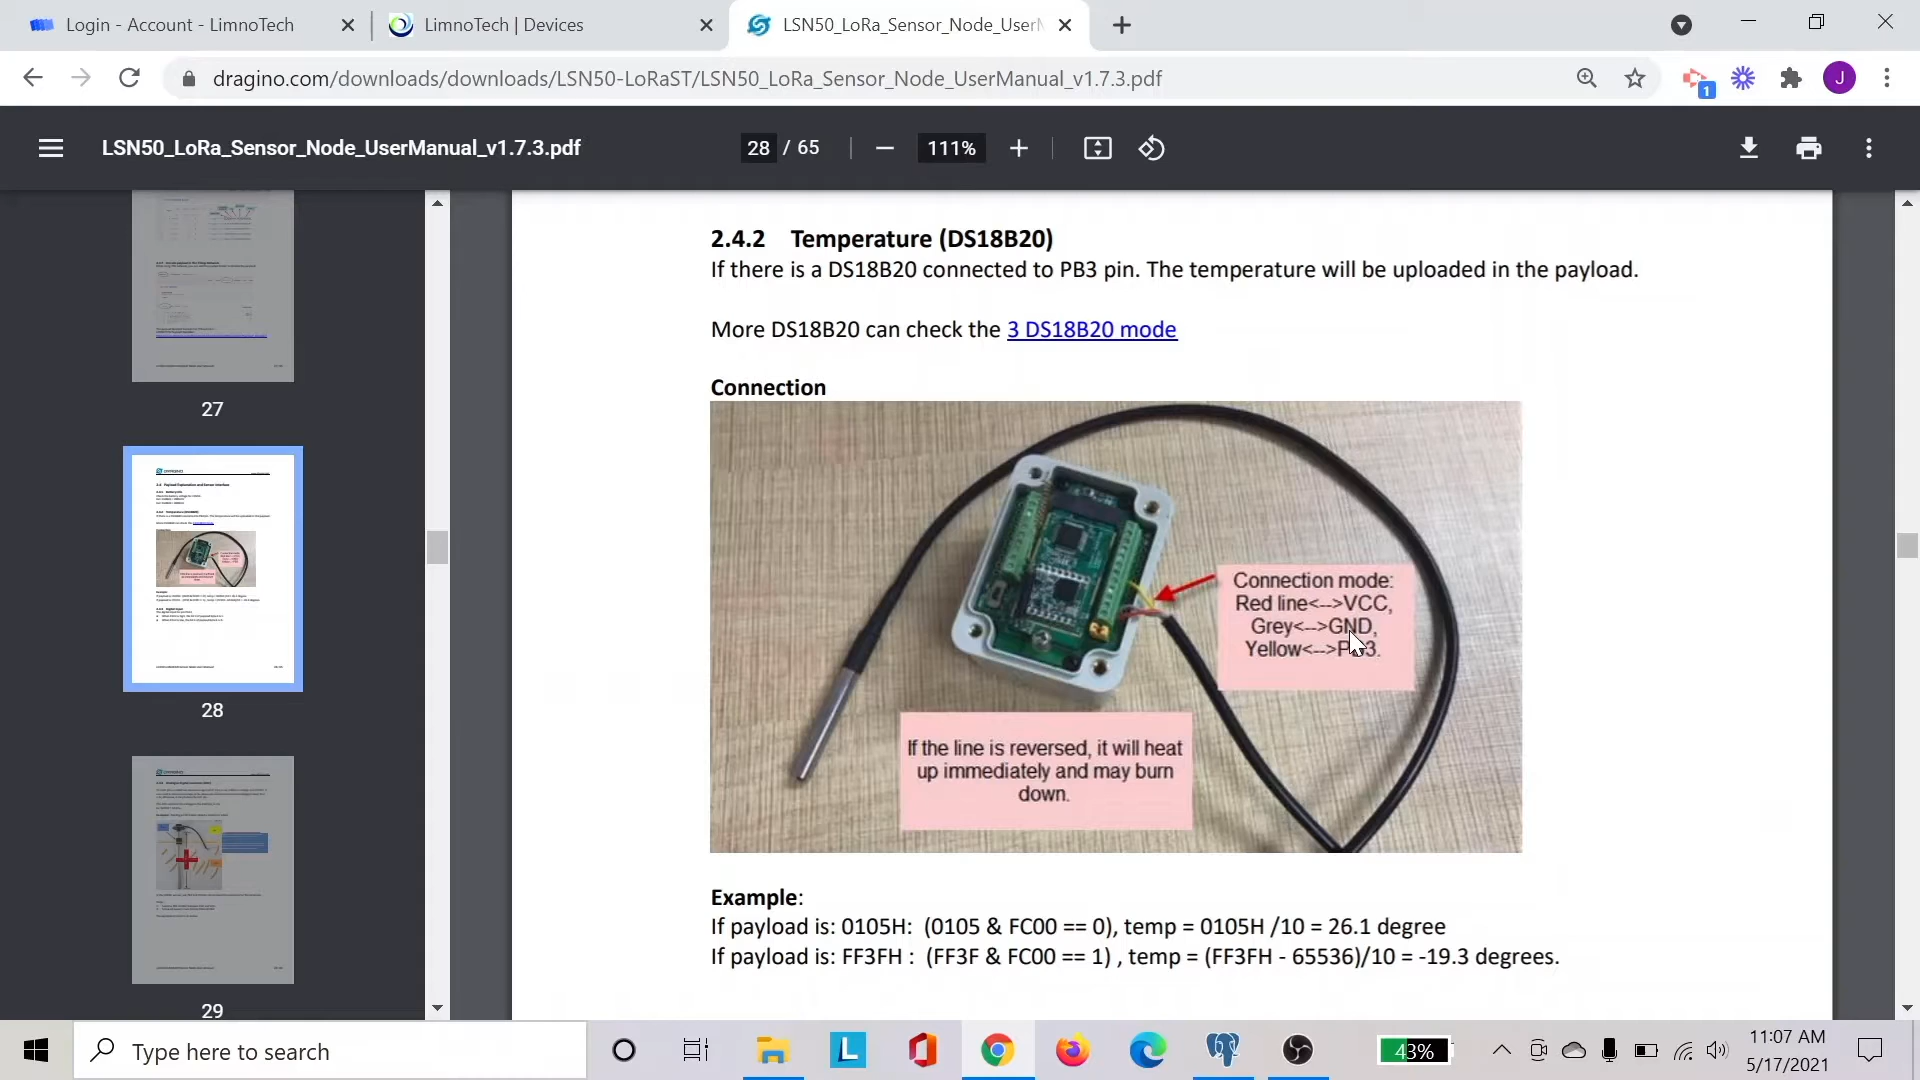 Login - Account - LimnoTech
LimnoTech | Devices
LSN50_LoRa_Sensor_Node_UserM
dragino.com/downloads/downloads/LSN50-LoRaST/LSN50_LoRa_Sensor_Node_UserManual_v1.7.3.pdf
1
J
LSN50_LoRa_Sensor_Node_UserManual_v1.7.3.pdf
28 / 65
111%
27
28
29
2.4.2 Temperature (DS18B20)
If there is a DS18B20 connected to PB3 pin. The temperature will be uploaded in the payload.
More DS18B20 can check the 3 DS18B20 mode
Connection
Connection mode:
Red line<-->VCC,
Grey<-->GND,
Yellow<-->PB3.
If the line is reversed, it will heat
up immediately and may burn
down.
Example:
If payload is: 0105H: (0105 & FC00 == 0), temp = 0105H /10 = 26.1 degree
If payload is: FF3FH : (FF3F & FC00 == 1) , temp = (FF3FH - 65536)/10 = -19.3 degrees.
Type here to search
L
43%
11:07 AM
5/17/2021